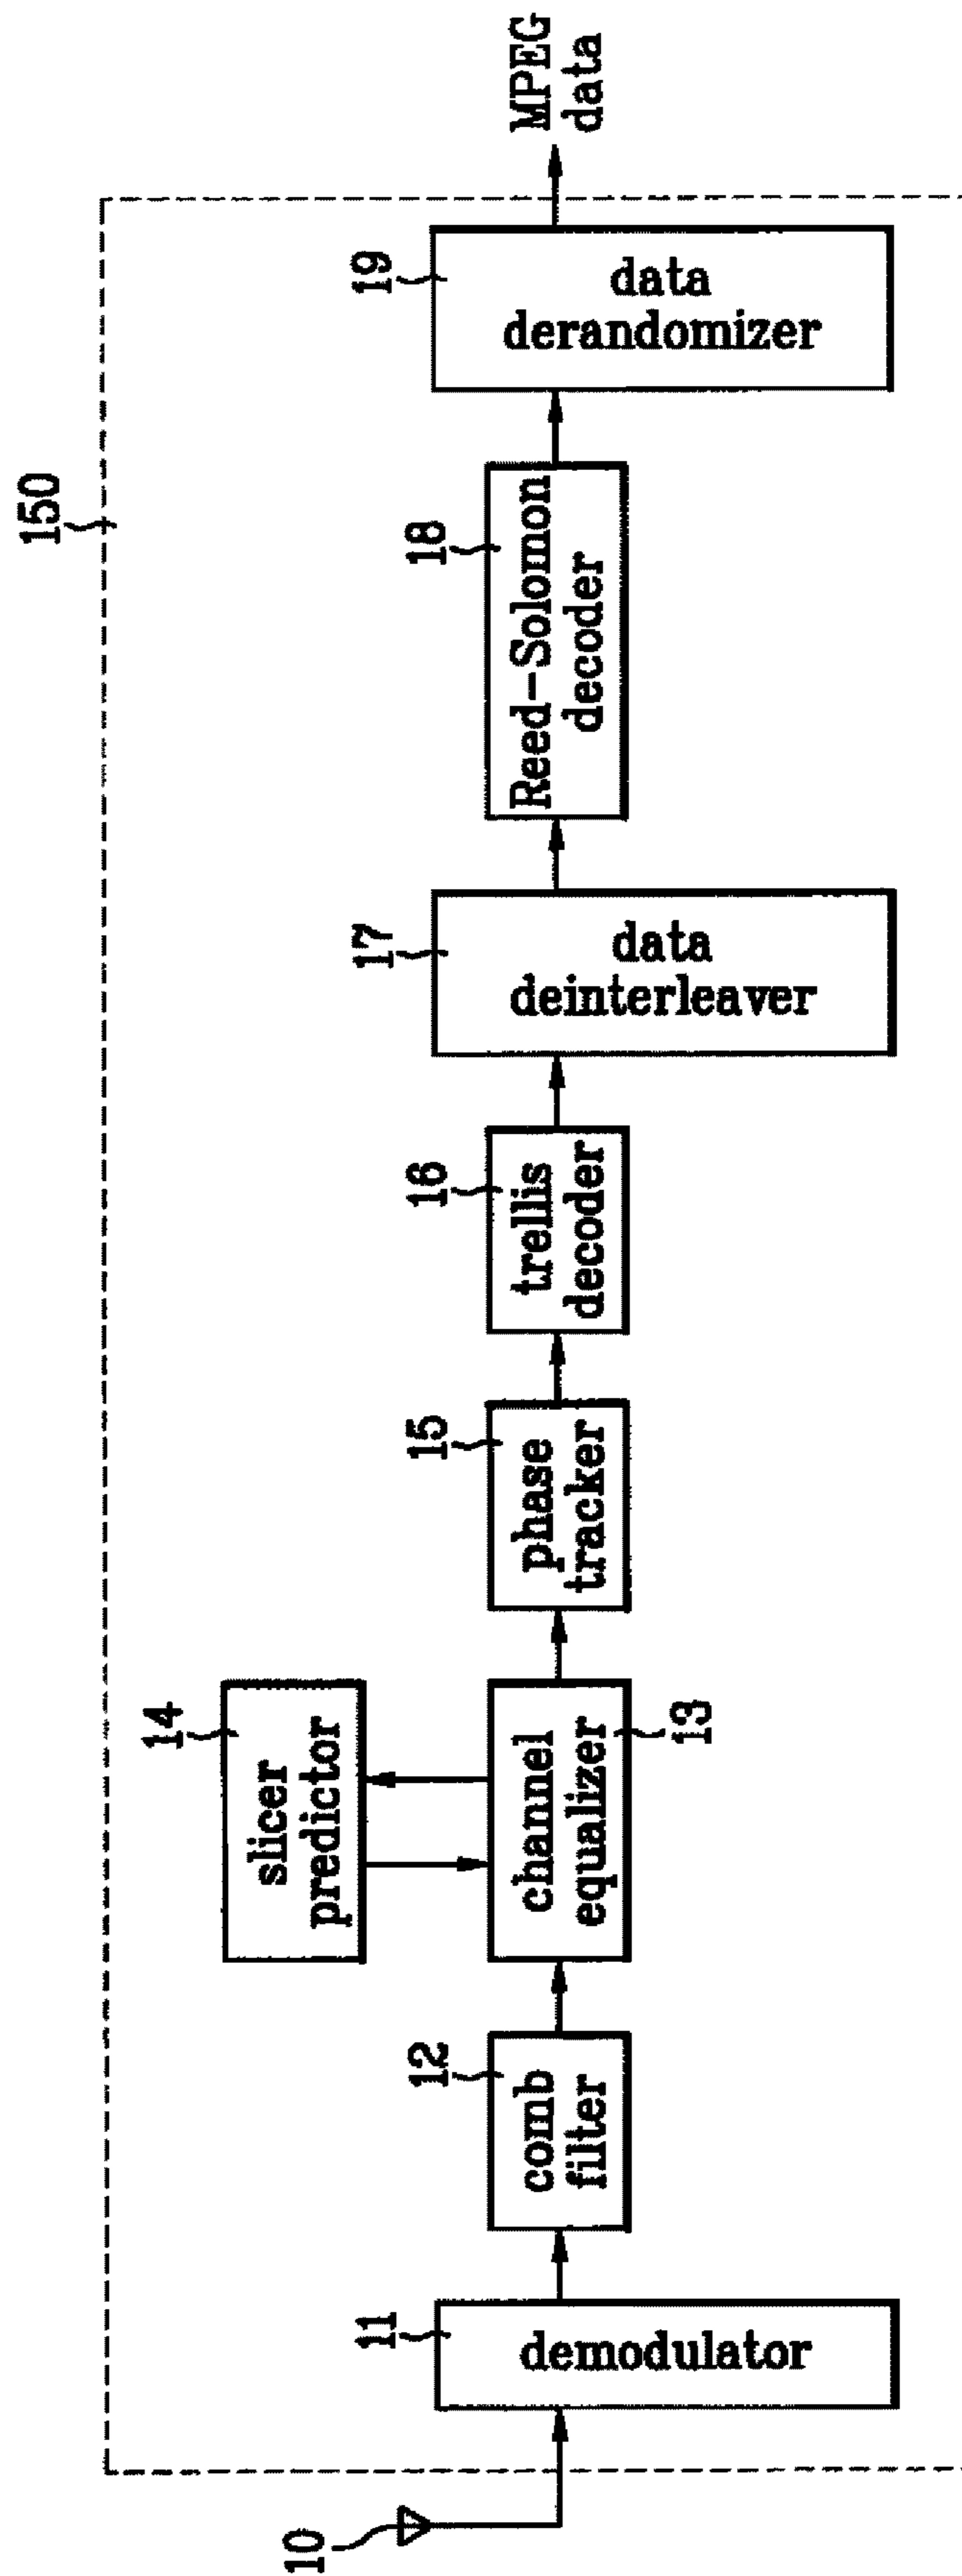 150
10
11
demodulator
12
comb
filter
14
slicer
predictor
channel
equalizer
13
15
phase
tracker
16
trellis
decoder
17
data
deinterleaver
18
Reed-Solomon
decoder
19
data
derandomizer
MPEG
data